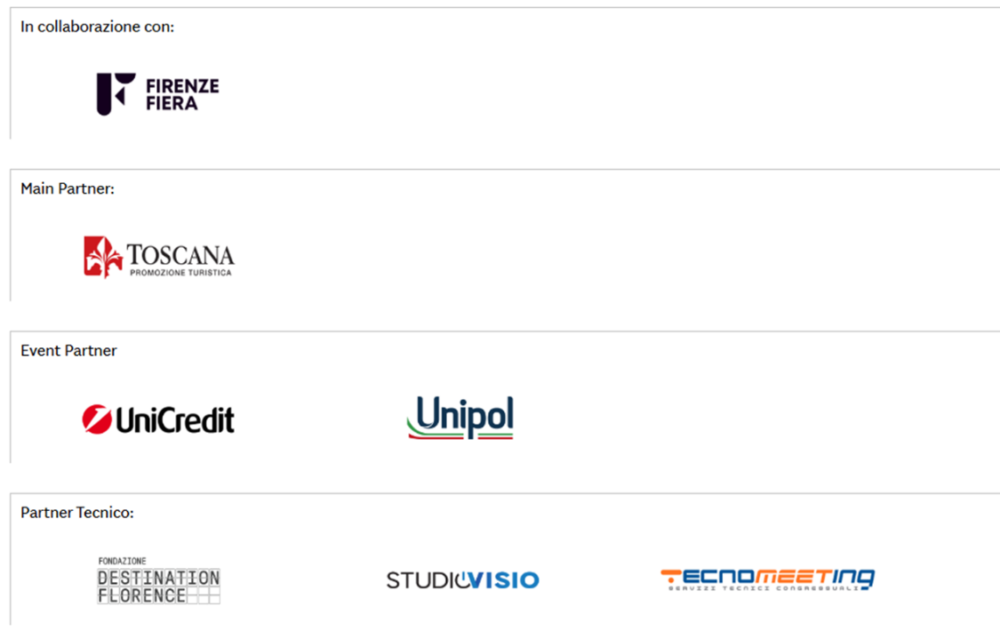 In collaborazione con:
FIRENZE
FIERA
Main Partner:
TOSCANA
PROMOZIONE TURISTICA
Event Partner
UniCredit
Unipol
Partner Tecnico:
FONDAZIONE
DESTINATION
FLORENCE
STUDIOVISIO
TECNOMEETING
SERVIZI TECNICI CONGRESSUALI